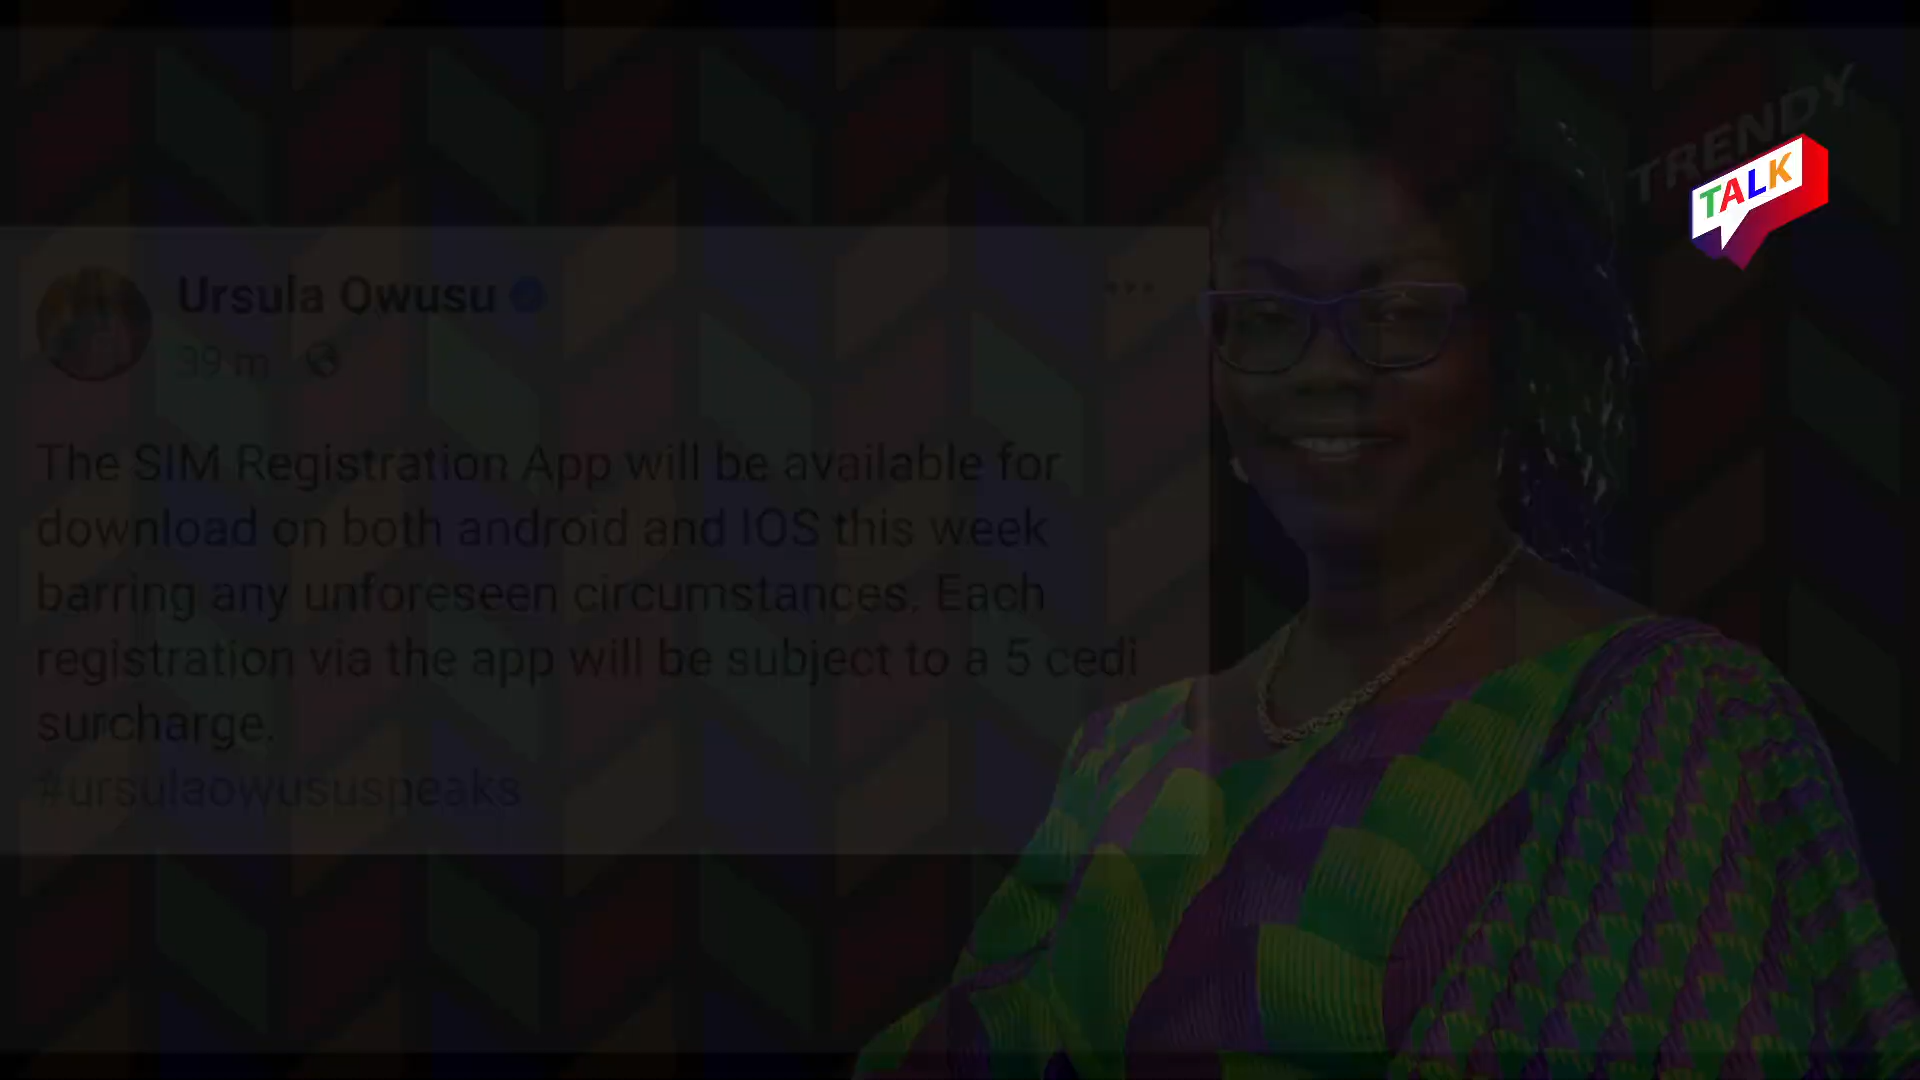 TRENDY
TALK
Ursula Owusu
39 m
The SIM Registration App will be available for
download on both android and IOS this week
barring any unforeseen circumstances. Each
registration via the app will be subject to a 5 cedi
surcharge.
#ursulaowususpeaks